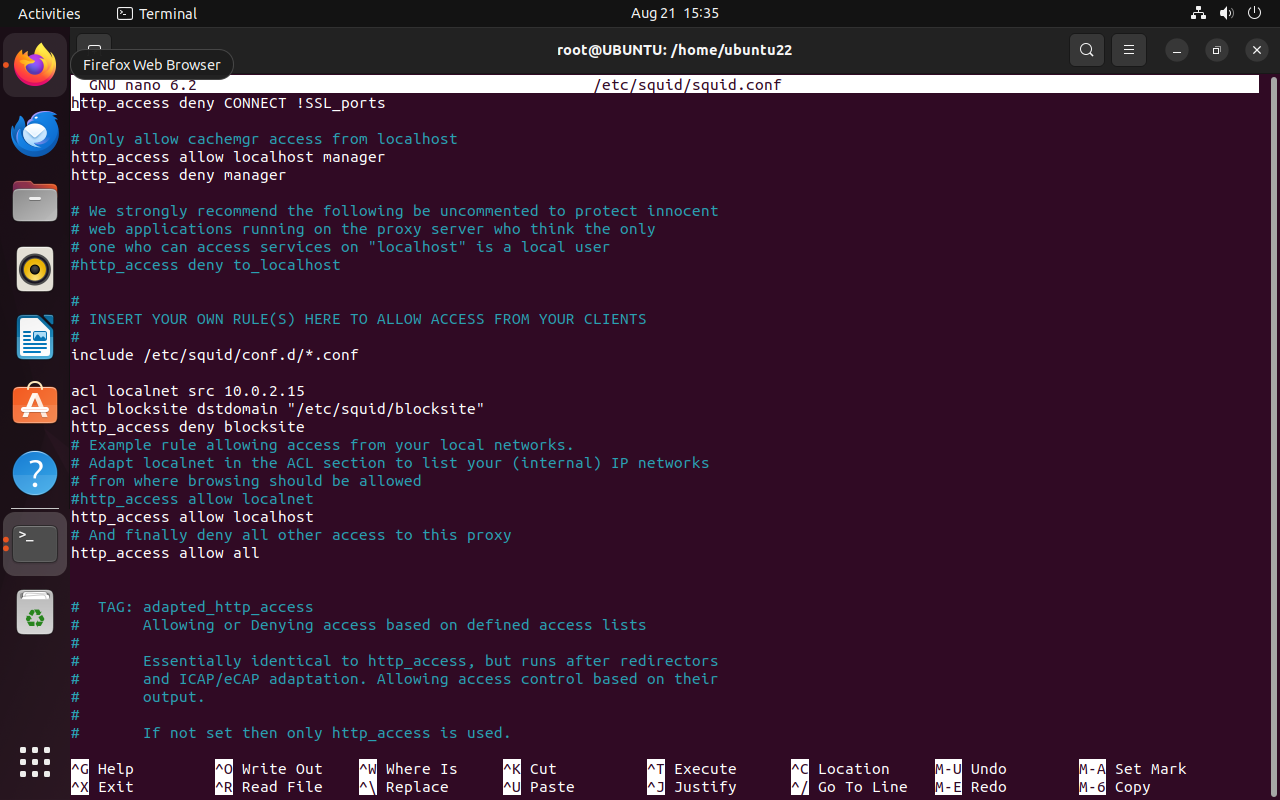 Activities Terminal Aug 21 15:35
root@UBUNTU: /home/ubuntu22
Firefox Web Browser
GNU nano 6.2 /etc/squid/squid.conf
http_access deny CONNECT !SSL_ports
# Only allow cachemgr access from localhost
http_access allow localhost manager
http_access deny manager
# We strongly recommend the following be uncommented to protect innocent
# web applications running on the proxy server who think the only
# one who can access services on "localhost" is a local user
#http_access deny to_localhost
#
# INSERT YOUR OWN RULE(S) HERE TO ALLOW ACCESS FROM YOUR CLIENTS
#
include /etc/squid/conf.d/*.conf
acl localnet src 10.0.2.15
acl blocksite dstdomain "/etc/squid/blocksite"
http_access deny blocksite
# Example rule allowing access from your local networks.
# Adapt localnet in the ACL section to list your (internal) IP networks
# from where browsing should be allowed
#http_access allow localnet
http_access allow localhost
# And finally deny all other access to this proxy
http_access allow all
#  TAG: adapted_http_access
#       Allowing or Denying access based on defined access lists
#
#       Essentially identical to http_access, but runs after redirectors
#       and ICAP/eCAP adaptation. Allowing access control based on their
#       output.
#
#       If not set then only http_access is used.
^G Help ^O Write Out ^W Where Is ^K Cut ^T Execute ^C Location M-U Undo M-A Set Mark
^X Exit ^R Read File ^\ Replace ^U Paste ^J Justify ^/ Go To Line M-E Redo M-6 Copy